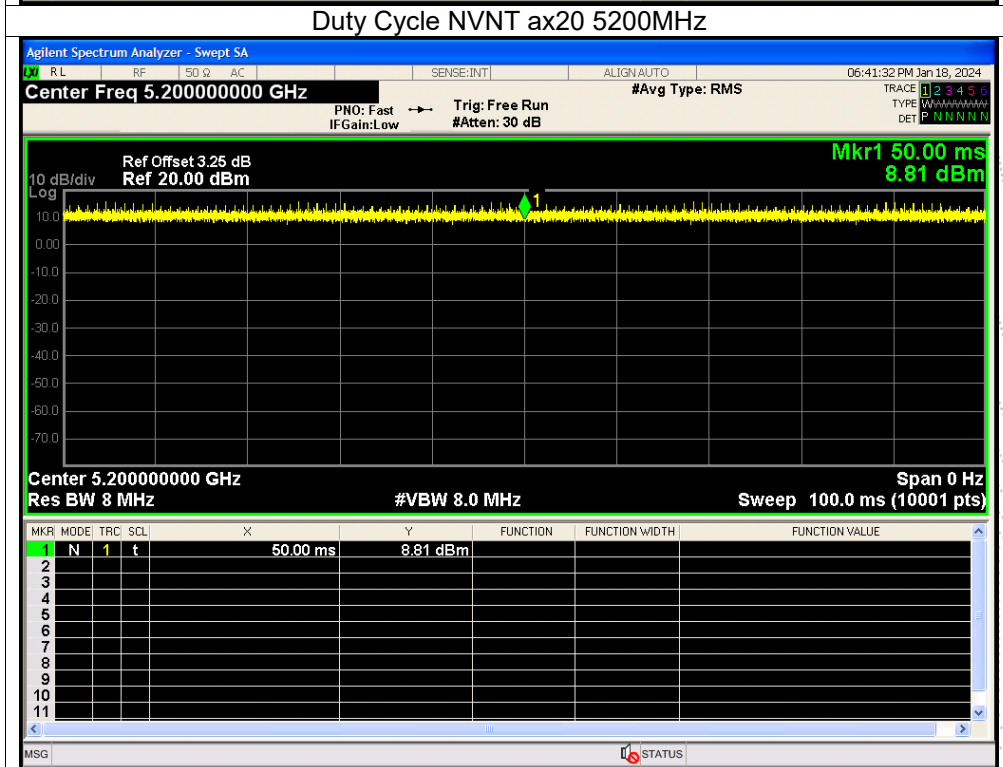 Duty Cycle NVNT ax20 5200MHz
Agilent Spectrum Analyzer - Swept SA
LXI RL RF 50 Ω AC SENSE:INT ALIGN AUTO 06:41:32 PM Jan 18, 2024
Center Freq 5.200000000 GHz #Avg Type: RMS TRACE 1 2 3 4 5 6
PNO: Fast Trig: Free Run TYPE W
IFGain:Low #Atten: 30 dB DET P N N N N N
Mkr1 50.00 ms
Ref Offset 3.25 dB
10 dB/div Ref 20.00 dBm 8.81 dBm
Log
1
10.0
0.00
-10.0
-20.0
-30.0
-40.0
-50.0
-60.0
-70.0
Center 5.200000000 GHz Span 0 Hz
Res BW 8 MHz #VBW 8.0 MHz Sweep 100.0 ms (10001 pts)
MKR MODE TRC SCL X Y FUNCTION FUNCTION WIDTH FUNCTION VALUE
1 N 1 t 50.00 ms 8.81 dBm
2
3
4
5
6
7
8
9
10
11
MSG STATUS